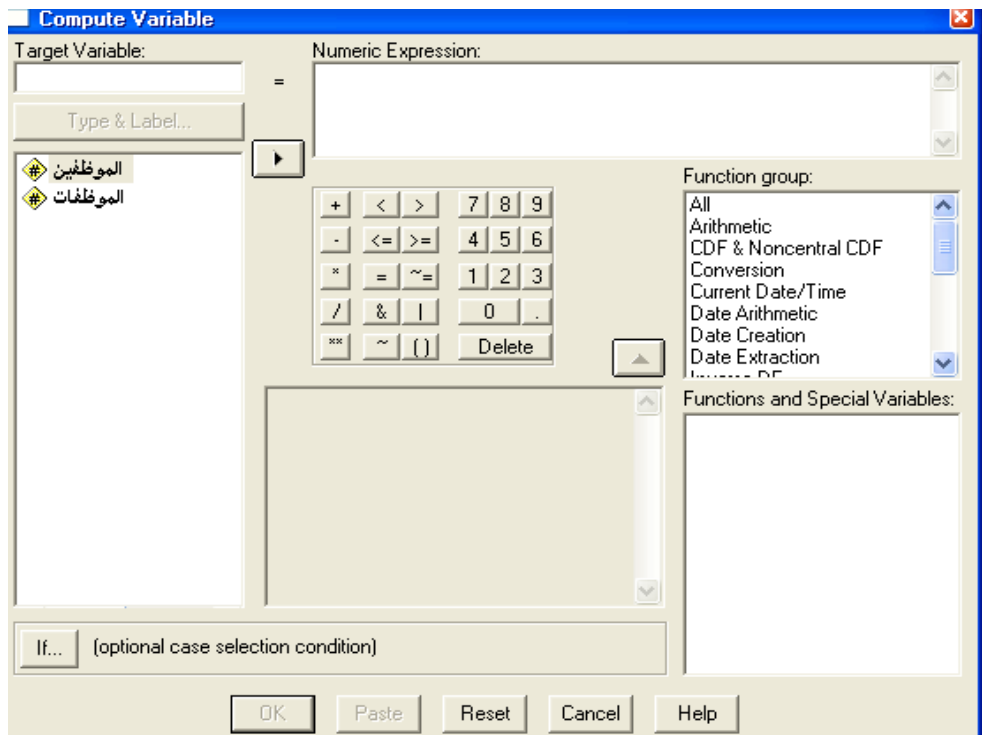 Compute Variable
Target Variable:
Numeric Expression:
=
Type & Label...
الموظفين
الموظفات
+ < > 7 8 9
- <= >= 4 5 6
* = ~= 1 2 3
/ & | 0 .
** ~ () Delete
Function group:
All
Arithmetic
CDF & Noncentral CDF
Conversion
Current Date/Time
Date Arithmetic
Date Creation
Date Extraction
Functions and Special Variables:
If... (optional case selection condition)
OK Paste Reset Cancel Help